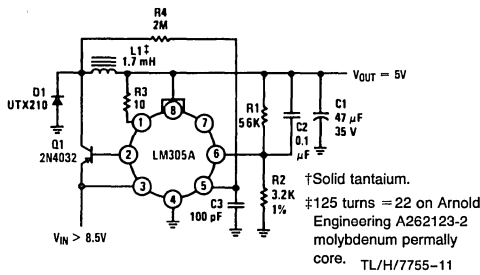 R4
2M
L1‡
1.7 mH
VOUT = 5V
D1
UTX210
R3
10
8
R1
56K
C1
47 μF
35 V
1
7
C2
0.1
μF
Q1
2N4032
2
LM305A
6
R2
3.2K
1%
3
5
4
C3
100 pF
VIN > 8.5V
†Solid tantaium.
‡125 turns = 22 on Arnold
Engineering A262123-2
molybdenum permally
core.
TL/H/7755-11